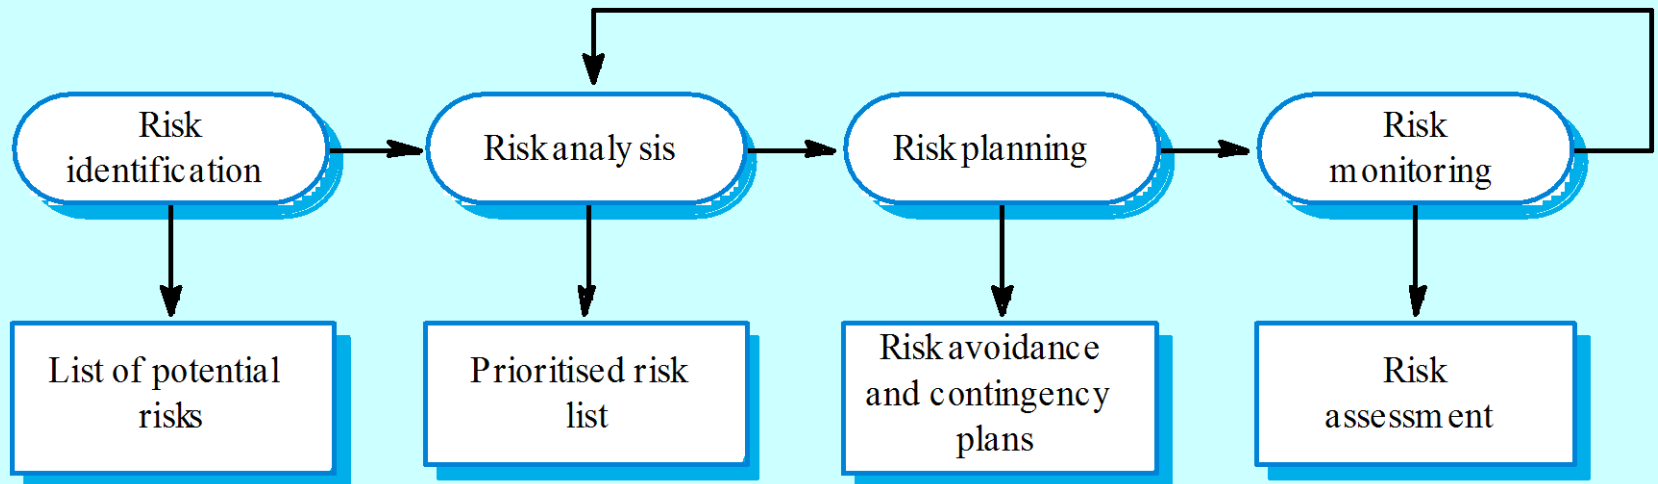 Risk
identification
Risk analysis
Risk planning
Risk
monitoring
List of potential
risks
Prioritised risk
list
Risk avoidance
and contingency
plans
Risk
assessment